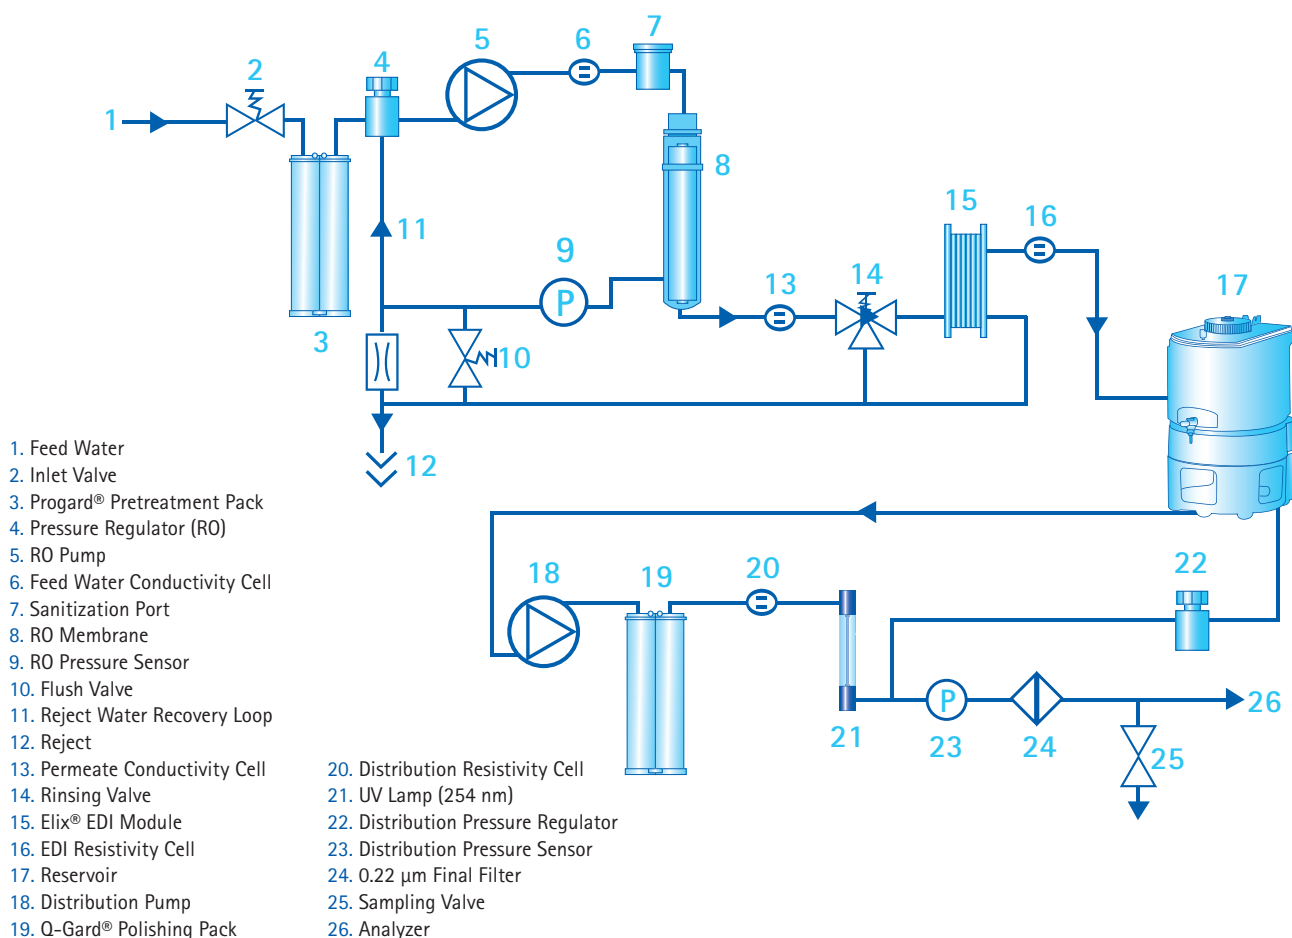 7
5
6
2
4
1
8
15
16
11
9
13
14
17
3
10
12
1. Feed Water
2. Inlet Valve
3. Progard® Pretreatment Pack
4. Pressure Regulator (RO)
5. RO Pump
6. Feed Water Conductivity Cell
7. Sanitization Port
8. RO Membrane
9. RO Pressure Sensor
10. Flush Valve
11. Reject Water Recovery Loop
12. Reject
13. Permeate Conductivity Cell
14. Rinsing Valve
15. Elix® EDI Module
16. EDI Resistivity Cell
17. Reservoir
18. Distribution Pump
19. Q-Gard® Polishing Pack
20. Distribution Resistivity Cell
21. UV Lamp (254 nm)
22. Distribution Pressure Regulator
23. Distribution Pressure Sensor
24. 0.22 µm Final Filter
25. Sampling Valve
26. Analyzer
P
18
19
20
22
P
21
23
24
25
26